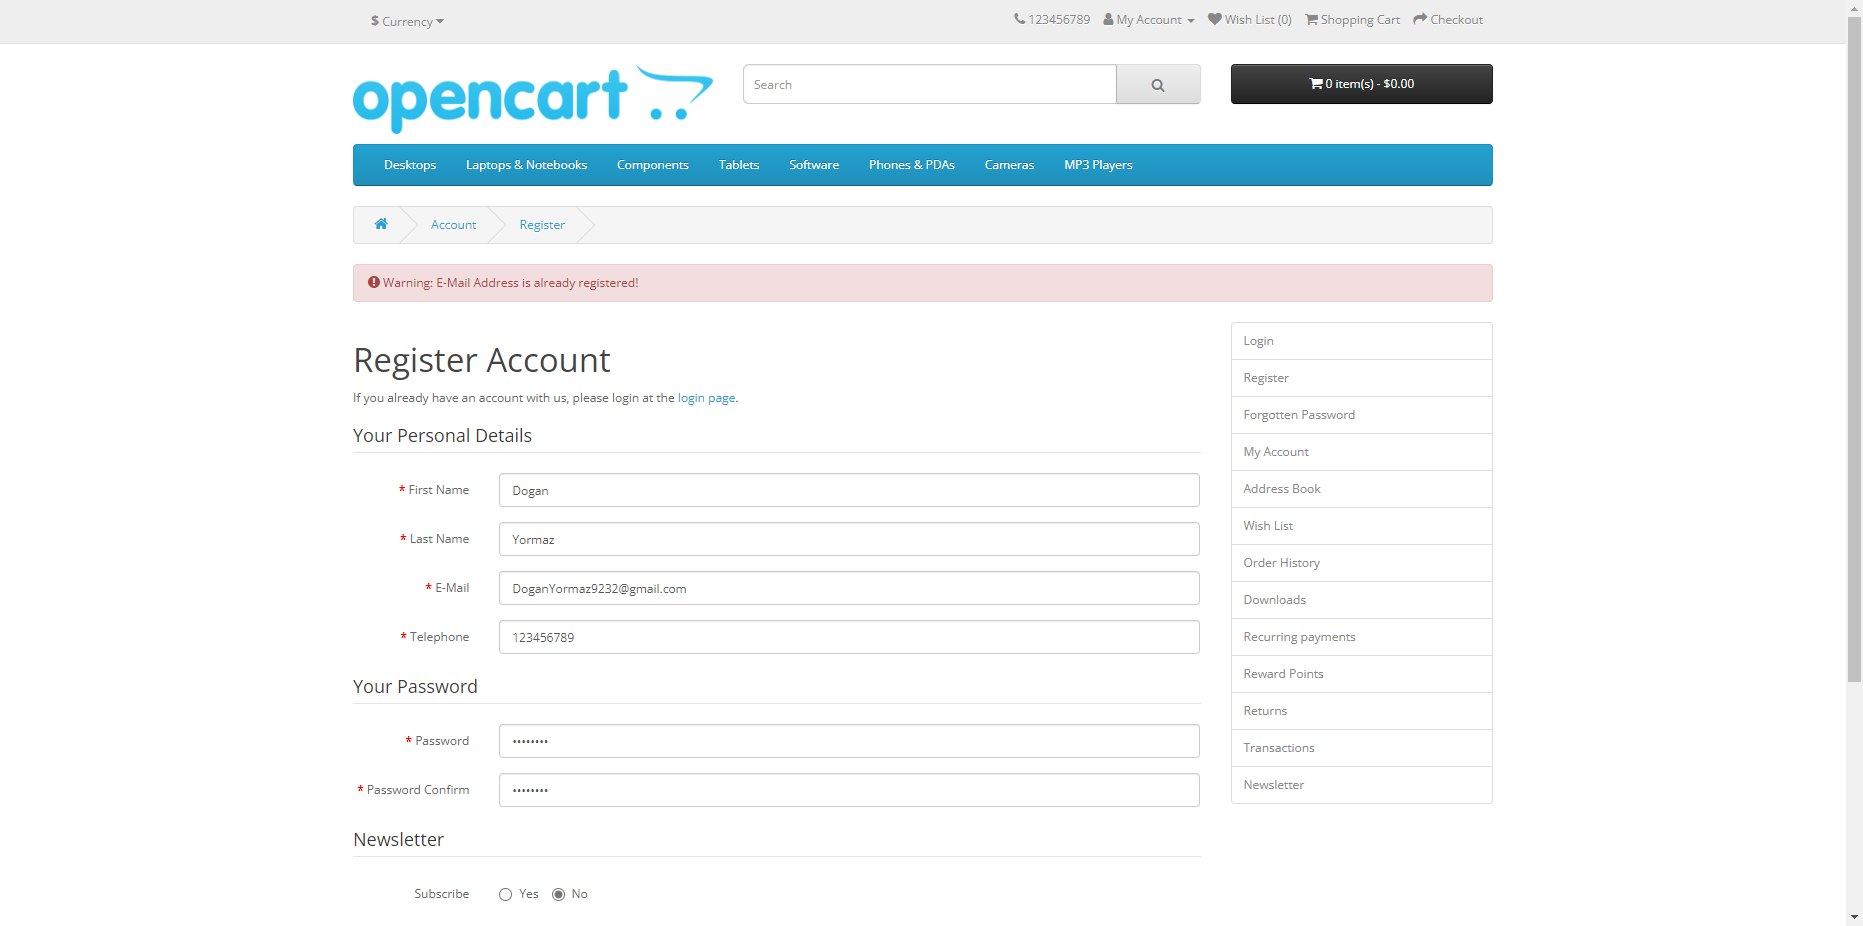 $ Currency
123456789 My Account Wish List (0) Shopping Cart Checkout
opencart
Search
0 item(s) - $0.00
Desktops Laptops & Notebooks Components Tablets Software Phones & PDAs Cameras MP3 Players
Account Register
Warning: E-Mail Address is already registered!
Register Account
If you already have an account with us, please login at the login page.
Your Personal Details
* First Name Dogan
* Last Name Yormaz
* E-Mail DoganYormaz9232@gmail.com
* Telephone 123456789
Your Password
* Password ••••••••
* Password Confirm ••••••••
Newsletter
Subscribe Yes No
Login
Register
Forgotten Password
My Account
Address Book
Wish List
Order History
Downloads
Recurring payments
Reward Points
Returns
Transactions
Newsletter